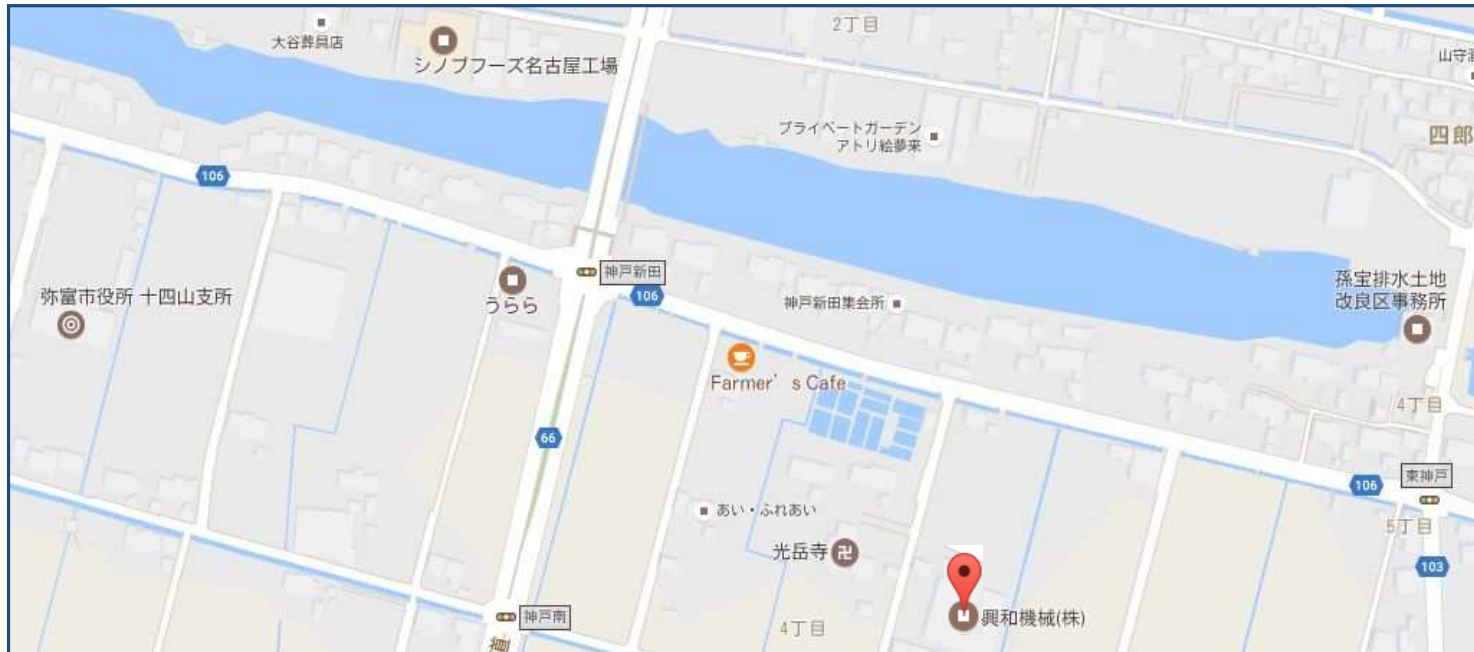 2丁目
大谷葬具店
シノブフーズ名古屋工場
山守
プライベートガーデン
アトリ絵夢来
四郎
106
弥富市役所 十四山支所
うらら
神戸新田
106
神戸新田集会所
孫宝排水土地
改良区事務所
Farmer's Cafe
4丁目
66
106
東神戸
あい・ふれあい
5丁目
光岳寺
103
神戸南
4丁目
興和機械(株)
道